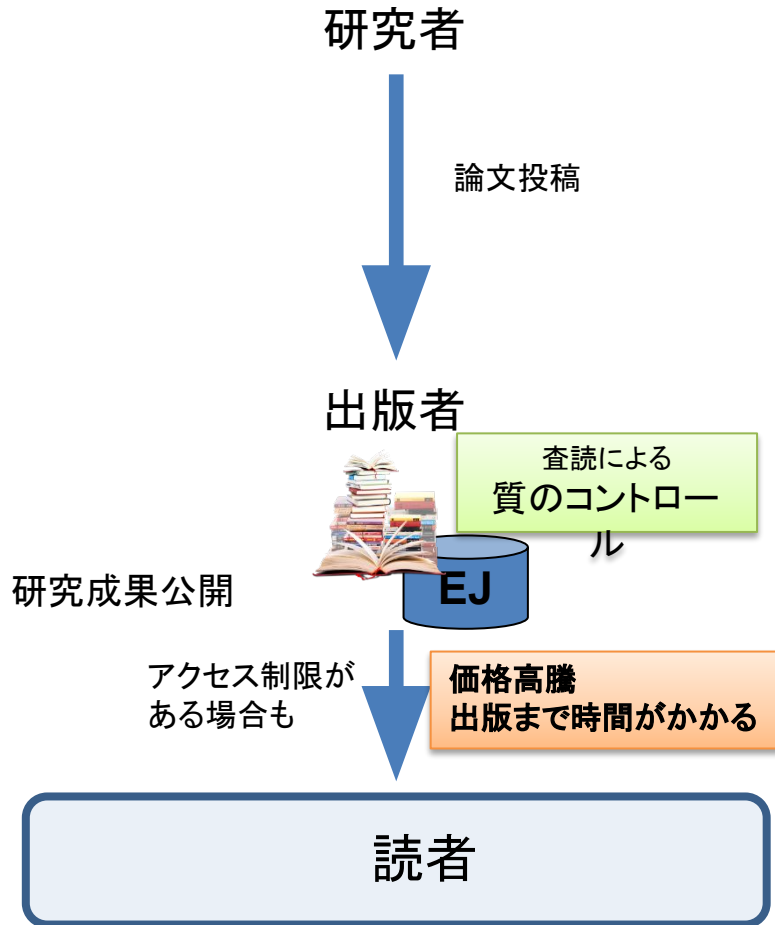 研究者
論文投稿
出版者
査読による
質のコントロー
ル
EJ
研究成果公開
アクセス制限が
ある場合も
価格高騰
出版まで時間がかかる
読者